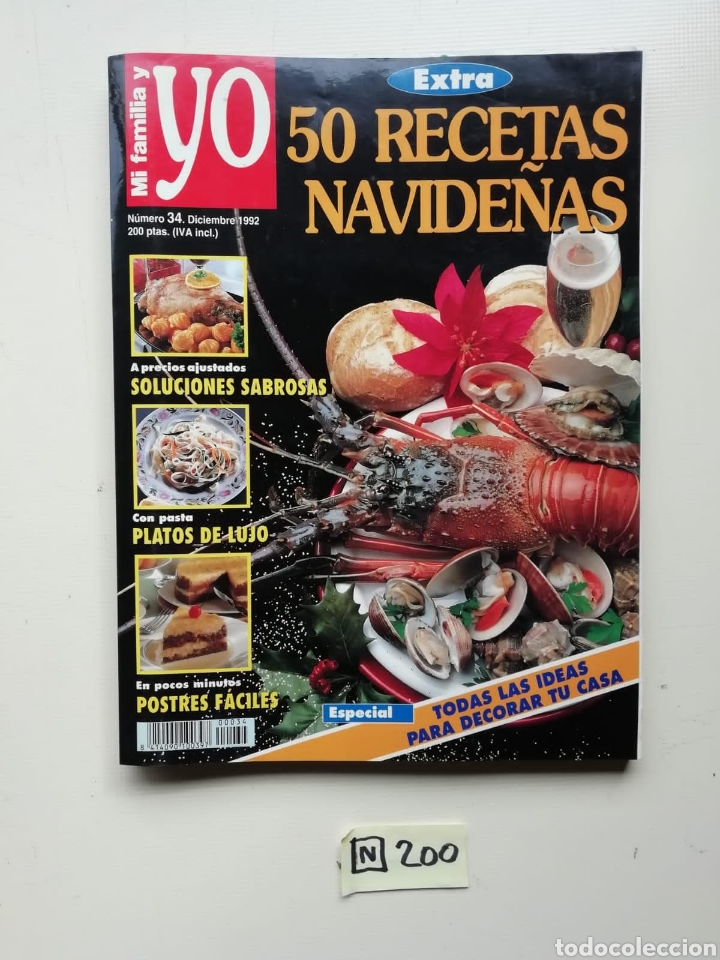 Mi familia y
yo
Número 34. Diciembre 1992
200 ptas. (IVA incl.)
Extra
50 RECETAS
NAVIDEÑAS
A precios ajustados
SOLUCIONES SABROSAS
Con pasta
PLATOS DE LUJO
En pocos minutos
POSTRES FÁCILES
00034
Especial
TODAS LAS IDEAS
PARA DECORAR TU CASA
N 200
todocoleccion